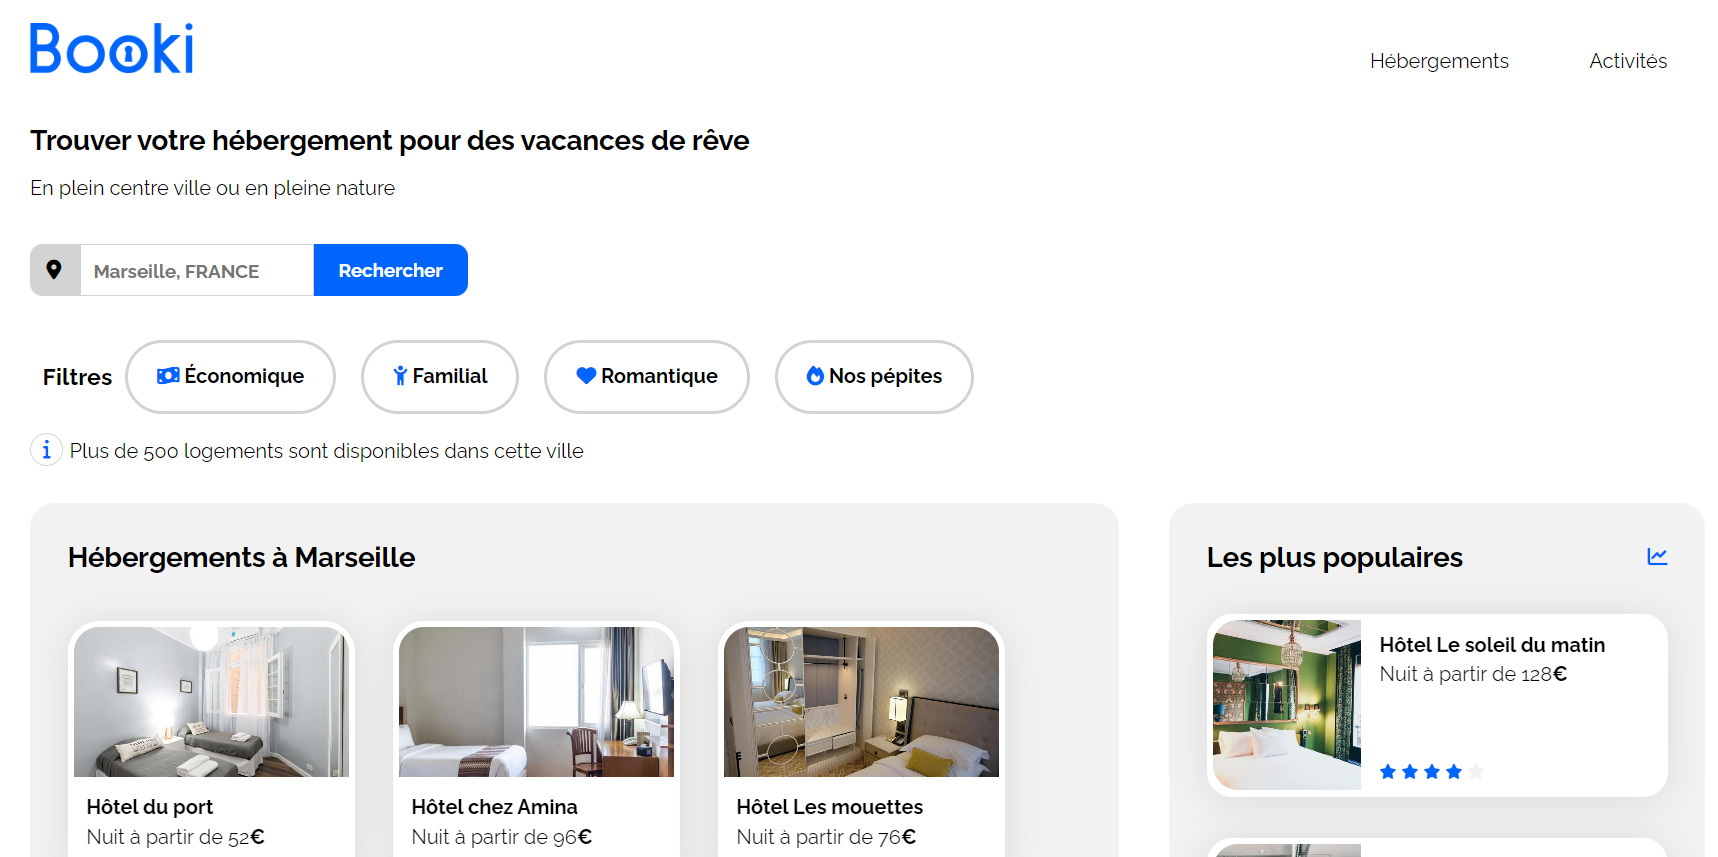 Booki
Hébergements
Activités
Trouver votre hébergement pour des vacances de rêve
En plein centre ville ou en pleine nature
Marseille, FRANCE
Rechercher
Filtres
Économique
Familial
Romantique
Nos pépites
Plus de 500 logements sont disponibles dans cette ville
Hébergements à Marseille
Hôtel du port
Nuit à partir de 52€
Hôtel chez Amina
Nuit à partir de 96€
Hôtel Les mouettes
Nuit à partir de 76€
Les plus populaires
Hôtel Le soleil du matin
Nuit à partir de 128€